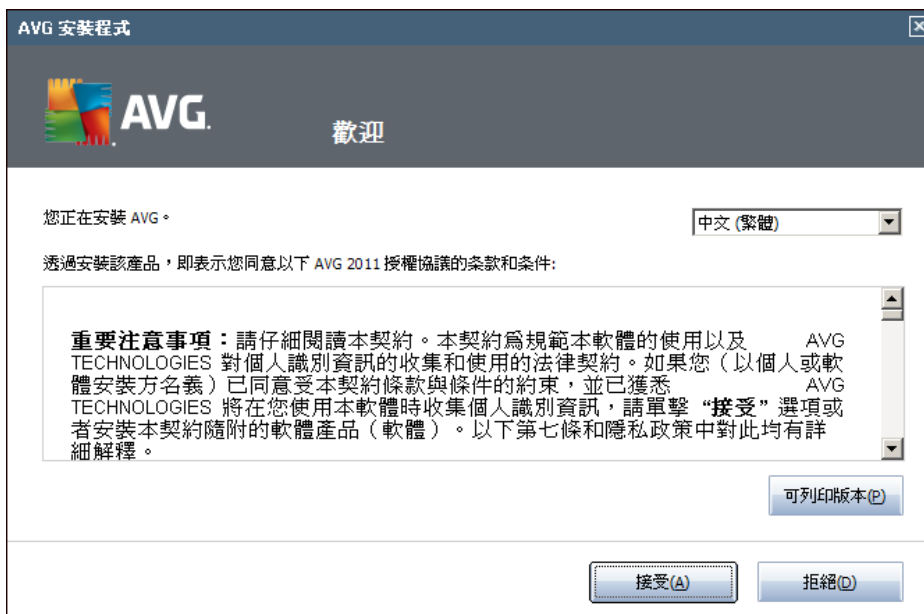 AVG 安裝程式
AVG.
歡迎
您正在安裝 AVG。
中文 (繁體)
透過安裝該產品，即表示您同意以下 AVG 2011 授權協議的条款和条件:
重要注意事項：請仔細閱讀本契約。本契約爲規範本軟體的使用以及 AVG
TECHNOLOGIES 對個人識別資訊的收集和使用的法律契約。如果您（以個人或軟
體安裝方名義）已同意受本契約條款與條件的約束，並已獲悉 AVG
TECHNOLOGIES 將在您使用本軟體時收集個人識別資訊，請單擊 “接受” 選項或
者安裝本契約隨附的軟體產品（軟體）。以下第七條和隱私政策中對此均有詳
細解釋。
可列印版本(P)
接受(A)
拒絕(D)